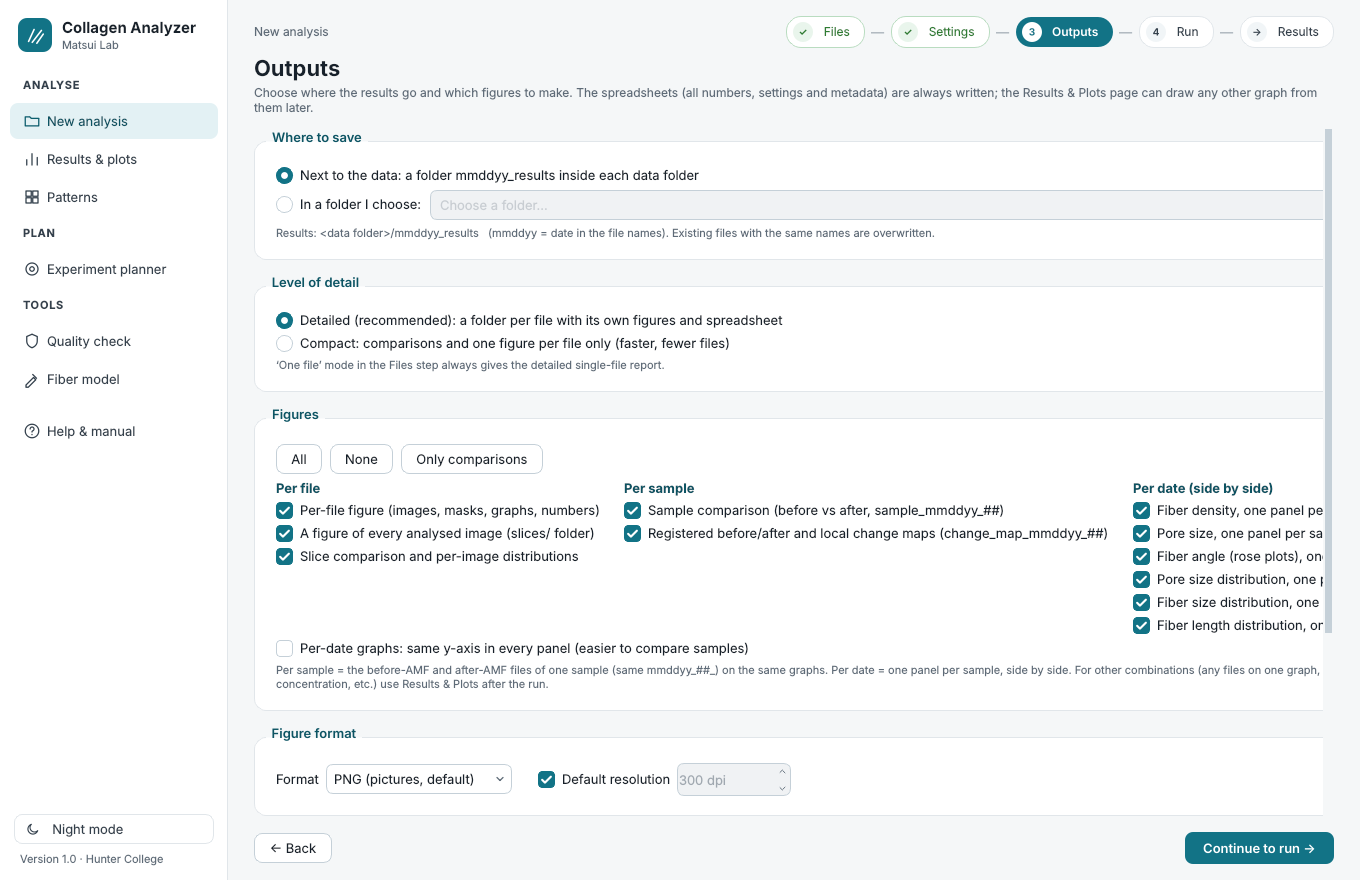 Collagen Analyzer
Matsui Lab
ANALYSE
New analysis
Results & plots
Patterns
PLAN
Experiment planner
TOOLS
Quality check
Fiber model
Help & manual
Night mode
Version 1.0 · Hunter College
New analysis
Files — Settings — 3 Outputs — 4 Run — Results
Outputs
Choose where the results go and which figures to make. The spreadsheets (all numbers, settings and metadata) are always written; the Results & Plots page can draw any other graph from
them later.
Where to save
Next to the data: a folder mmddyy_results inside each data folder
In a folder I choose: Choose a folder...
Results: <data folder>/mmddyy_results (mmddyy = date in the file names). Existing files with the same names are overwritten.
Level of detail
Detailed (recommended): a folder per file with its own figures and spreadsheet
Compact: comparisons and one figure per file only (faster, fewer files)
‘One file’ mode in the Files step always gives the detailed single-file report.
Figures
All None Only comparisons
Per file
Per-file figure (images, masks, graphs, numbers)
A figure of every analysed image (slices/ folder)
Slice comparison and per-image distributions
Per sample
Sample comparison (before vs after, sample_mmddyy_##)
Registered before/after and local change maps (change_map_mmddyy_##)
Per date (side by side)
Fiber density, one panel pe
Pore size, one panel per sa
Fiber angle (rose plots), on
Pore size distribution, one p
Fiber size distribution, one
Fiber length distribution, or
Per-date graphs: same y-axis in every panel (easier to compare samples)
Per sample = the before-AMF and after-AMF files of one sample (same mmddyy_##_) on the same graphs. Per date = one panel per sample, side by side. For other combinations (any files on one graph,
concentration, etc.) use Results & Plots after the run.
Figure format
Format PNG (pictures, default) Default resolution 300 dpi
← Back
Continue to run →